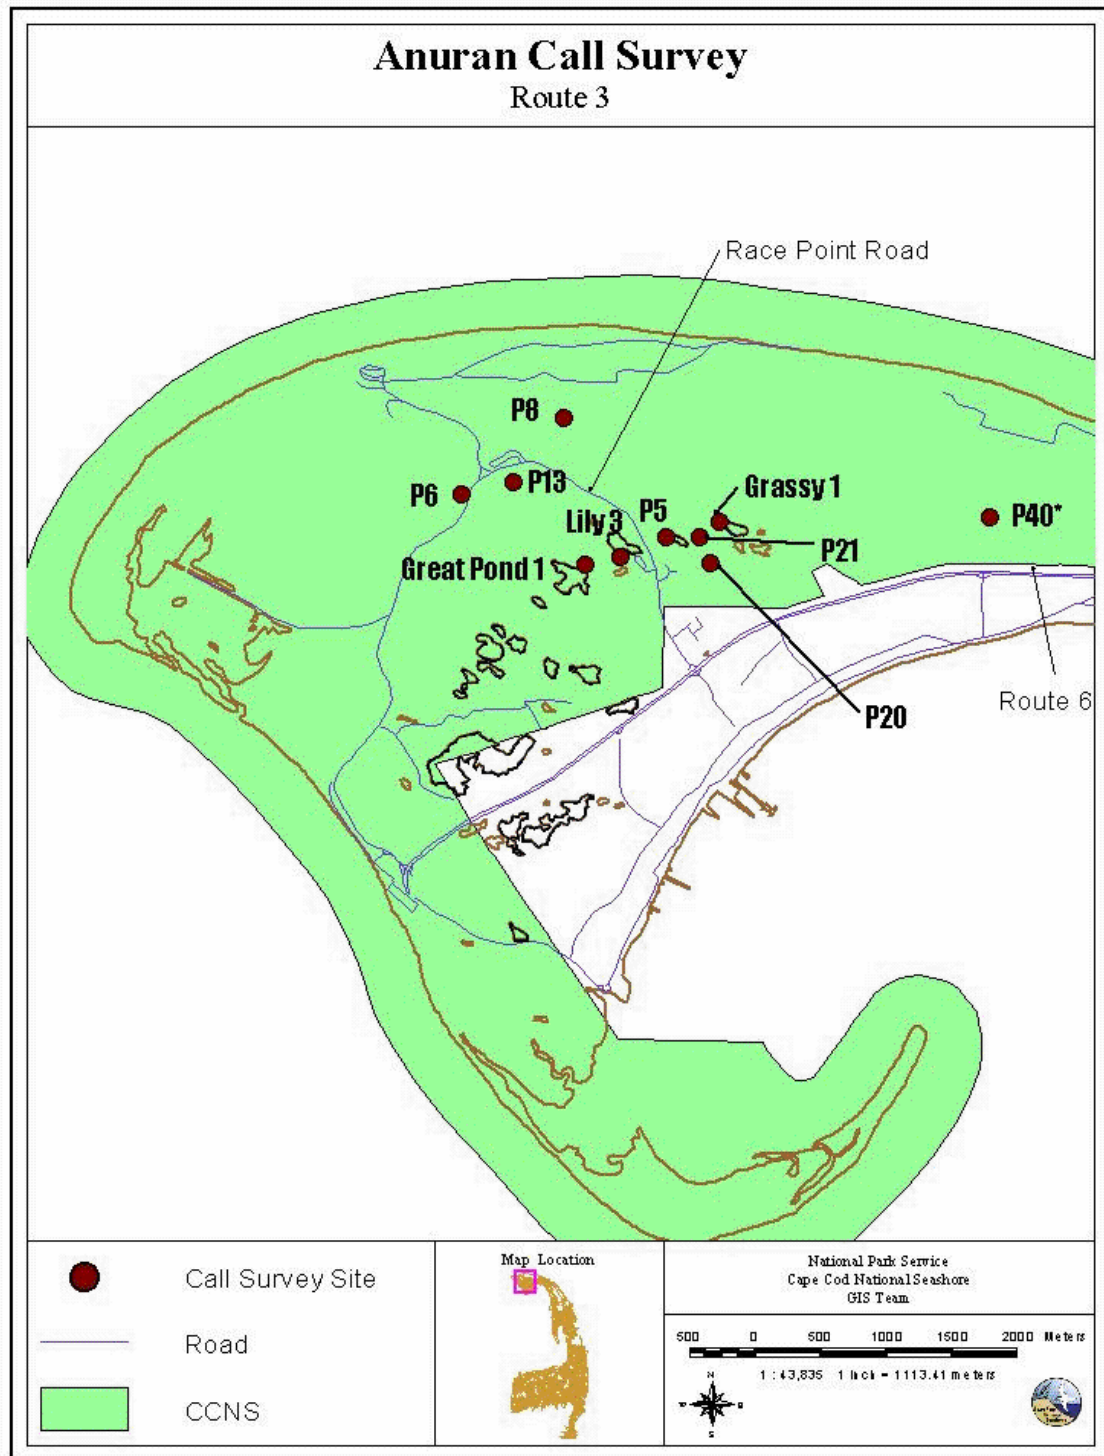 Anuran Call Survey
Route 3
Race Point Road
P8
P13
P6
Grassy 1
P5
Lily 3
P40*
P21
Great Pond 1
Route 6
P20
Call Survey Site
Road
CCNS
Map Location
National Park Service
Cape Cod National Seashore
GIS Team
500 0 500 1000 1500 2000 Meters
1 : 43,835 1 Inch = 1113.41 meters
N
S